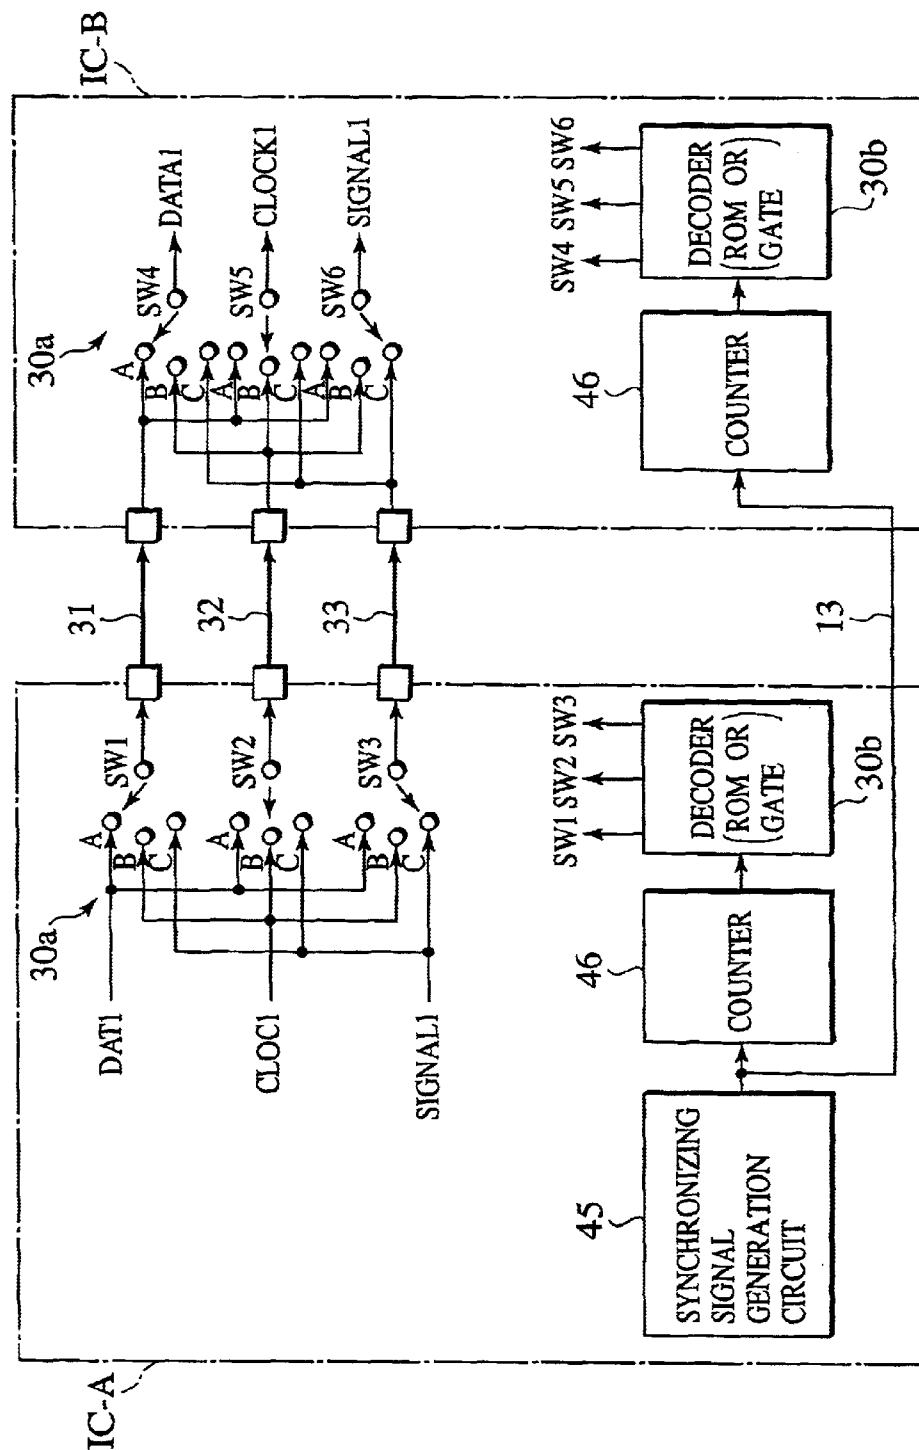 IC-A
IC-B
30a
DAT1
CLOC1
SIGNAL1
A
B
C
A
B
C
A
B
C
SW1
SW2
SW3
31
32
33
30a
A
B
C
A
B
C
A
B
C
SW4
SW5
SW6
DATA1
CLOCK1
SIGNAL1
45
SYNCHRONIZING
SIGNAL
GENERATION
CIRCUIT
46
COUNTER
SW1 SW2 SW3
DECODER
(ROM OR
GATE)
30b
13
46
COUNTER
SW4 SW5 SW6
DECODER
(ROM OR
GATE)
30b